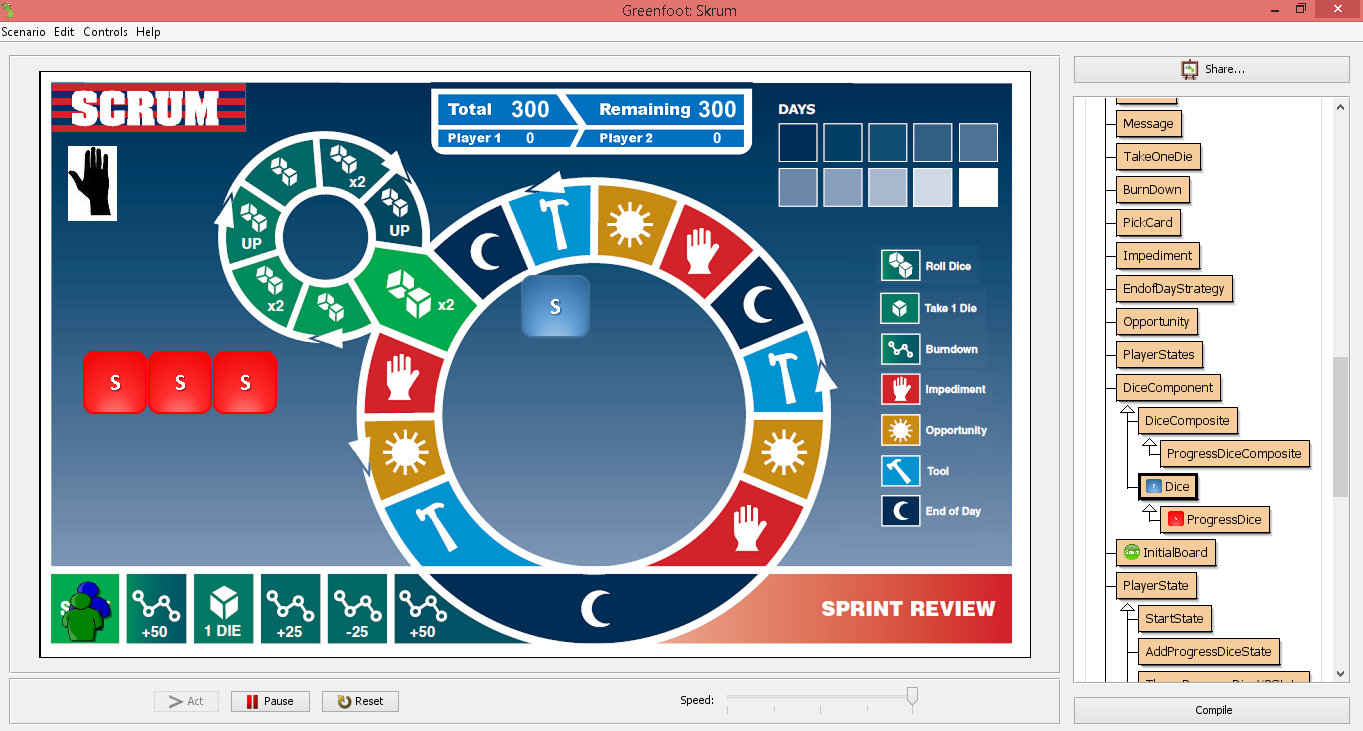 Greenfoot: Skrum
Scenario Edit Controls Help
SCRUM
Total 300 Remaining 300
Player 1 0 Player 2 0
DAYS
x2
UP
UP
x2
x2
S
S S S
Roll Dice
Take 1 Die
Burndown
Impediment
Opportunity
Tool
End of Day
+50
1 DIE
+25
-25
+50
SPRINT REVIEW
Act
Pause
Reset
Speed:
Share...
Message
TakeOneDie
BurnDown
PickCard
Impediment
EndofDayStrategy
Opportunity
PlayerStates
DiceComponent
DiceComposite
ProgressDiceComposite
S Dice
ProgressDice
Start InitialBoard
PlayerState
StartState
AddProgressDiceState
Compile